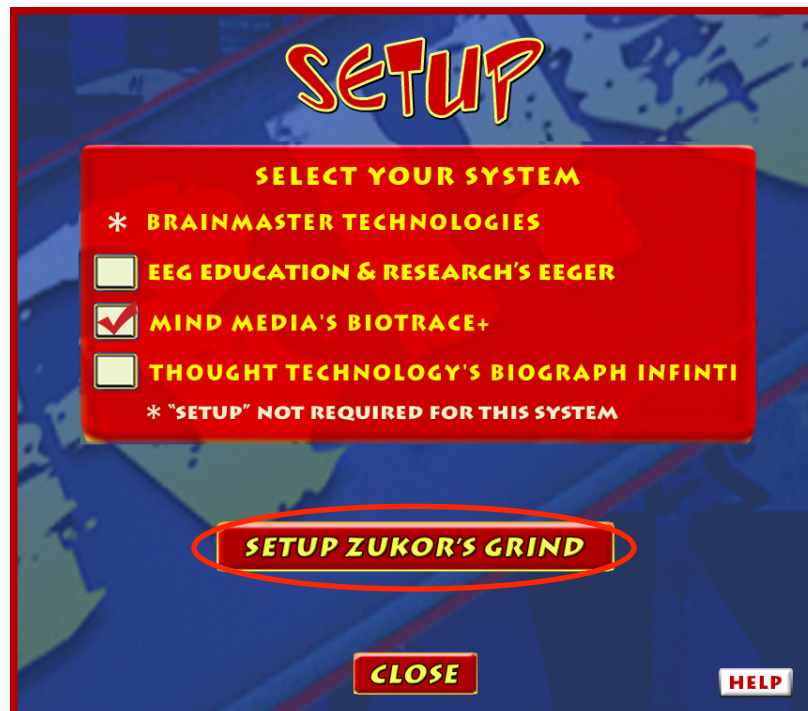 SETUP
SELECT YOUR SYSTEM
* BRAINMASTER TECHNOLOGIES
EEG EDUCATION & RESEARCH'S EEGER
MIND MEDIA'S BIOTRACE+
THOUGHT TECHNOLOGY'S BIOGRAPH INFINTI
* "SETUP" NOT REQUIRED FOR THIS SYSTEM
SETUP ZUKOR'S GRIND
CLOSE
HELP